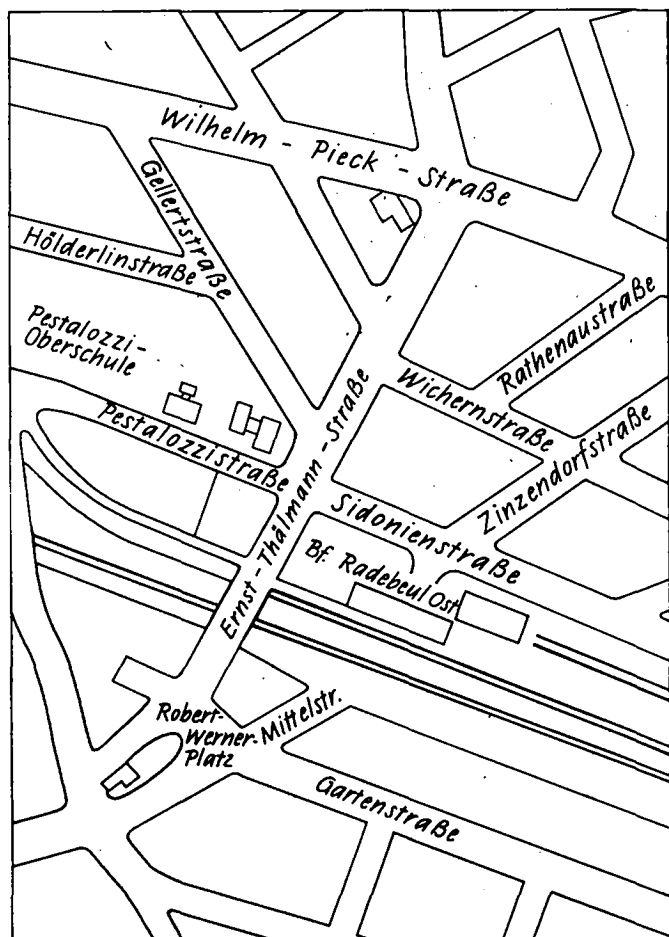 Wilhelm - Pieck - Straße
Gellertstraße
Hölderlinstraße
Pestalozzi-
Oberschule
Rathenaustraße
Wichernstraße
Pestalozzistraße
Ernst-Thälmann-Straße
Zinzendorfstraße
Sidonienstraße
Bf. Radebeul Ost
Robert-
Werner-
Platz
Mittelstr.
Gartenstraße